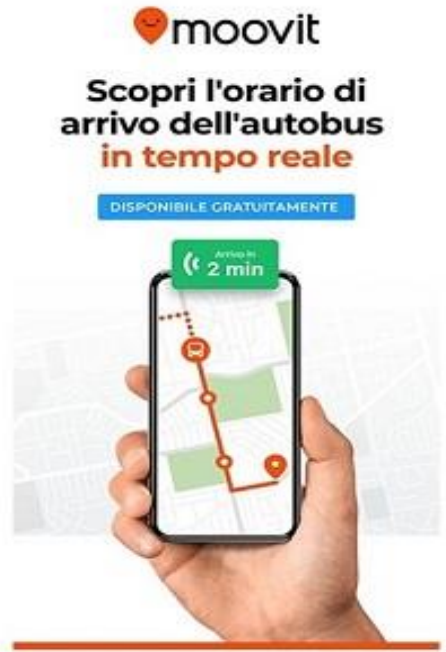 moovit
Scopri l'orario di
arrivo dell'autobus
in tempo reale
DISPONIBILE GRATUITAMENTE
Arrivo in
2 min